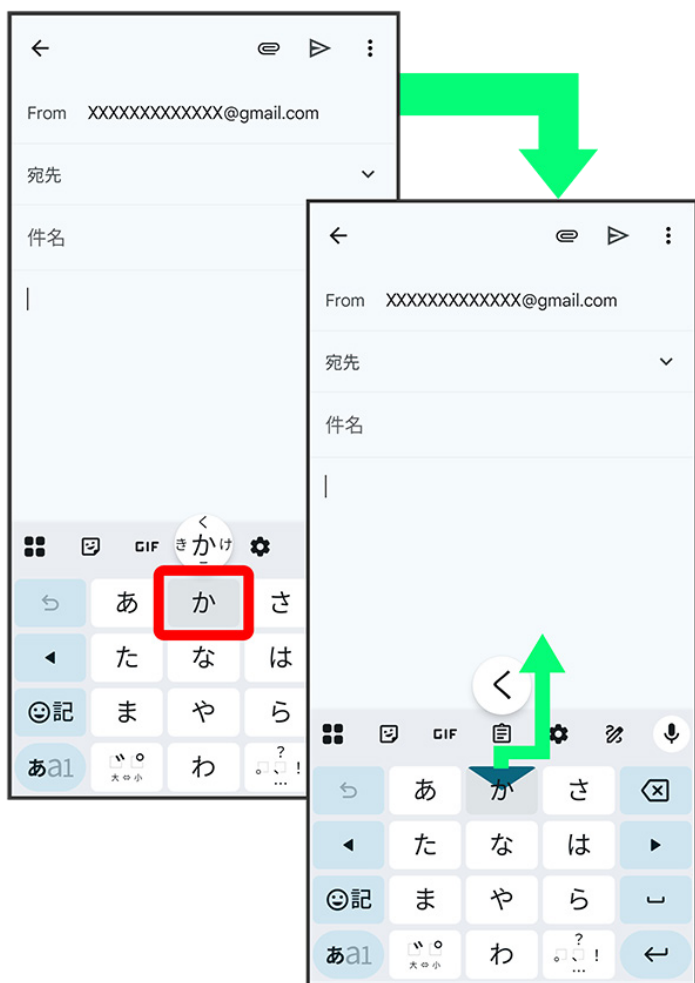 From XXXXXXXXXXXXX@gmail.com
宛先
件名
GIF
く
きかけ
こ
あ か さ
た な は
記 ま や ら
あa1 大⇔小 わ 。、?!…
From XXXXXXXXXXXXX@gmail.com
宛先
件名
く
GIF
あ か さ
た な は
記 ま や ら
あa1 大⇔小 わ 。、?!…